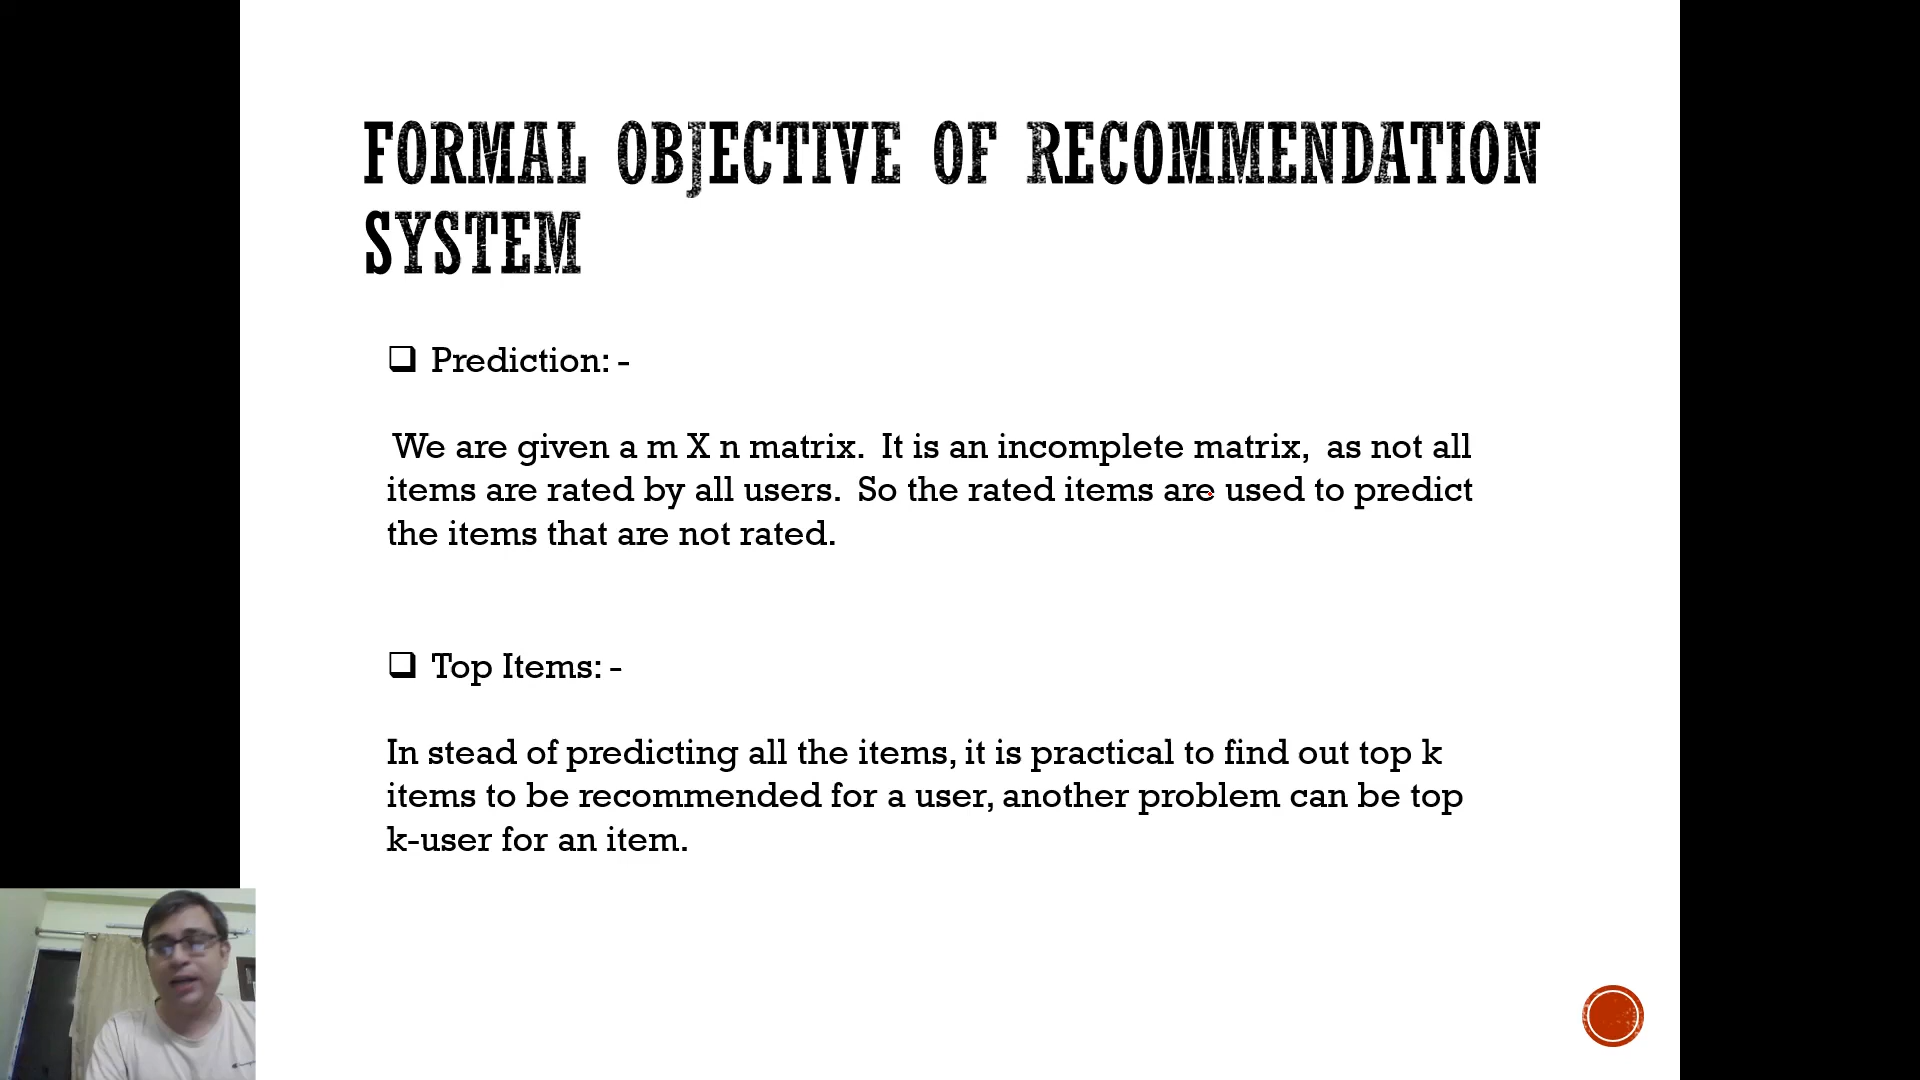 FORMAL OBJECTIVE OF RECOMMENDATION
SYSTEM
Prediction: -
We are given a m X n matrix. It is an incomplete matrix, as not all
items are rated by all users. So the rated items are used to predict
the items that are not rated.
Top Items: -
In stead of predicting all the items, it is practical to find out top k
items to be recommended for a user, another problem can be top
k-user for an item.